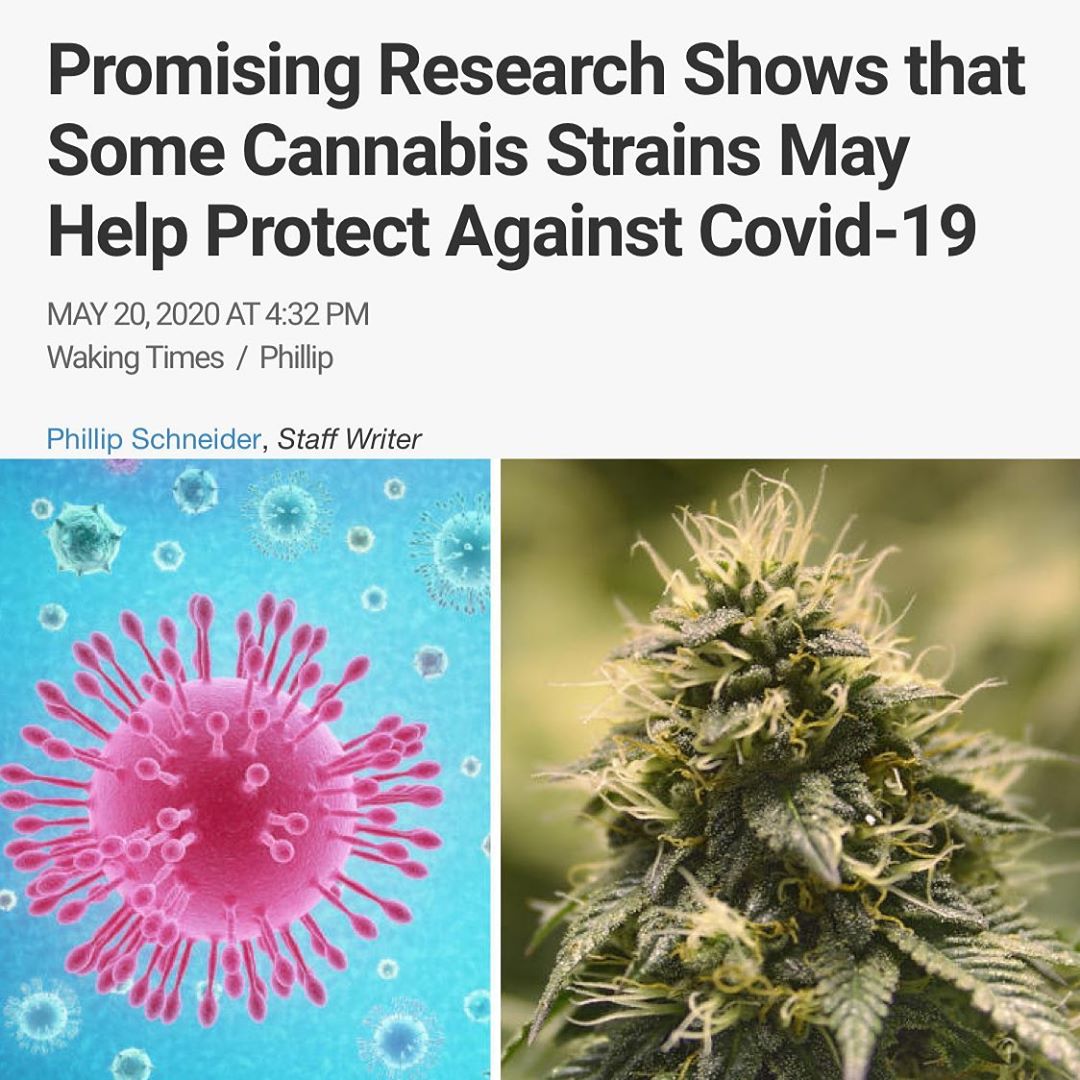 Promising Research Shows that
Some Cannabis Strains May
Help Protect Against Covid-19
MAY 20, 2020 AT 4:32 PM
Waking Times / Phillip
Phillip Schneider, Staff Writer